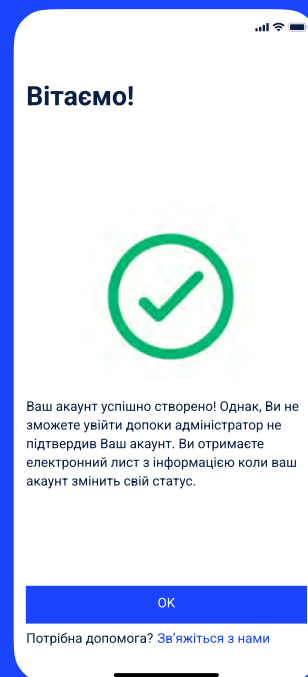 Вітаємо!
Ваш акаунт успішно створено! Однак, Ви не
зможете увійти допоки адміністратор не
підтвердив Ваш акаунт. Ви отримаєте
електронний лист з інформацією коли ваш
акаунт змінить свій статус.
OK
Потрібна допомога? Зв’яжіться з нами